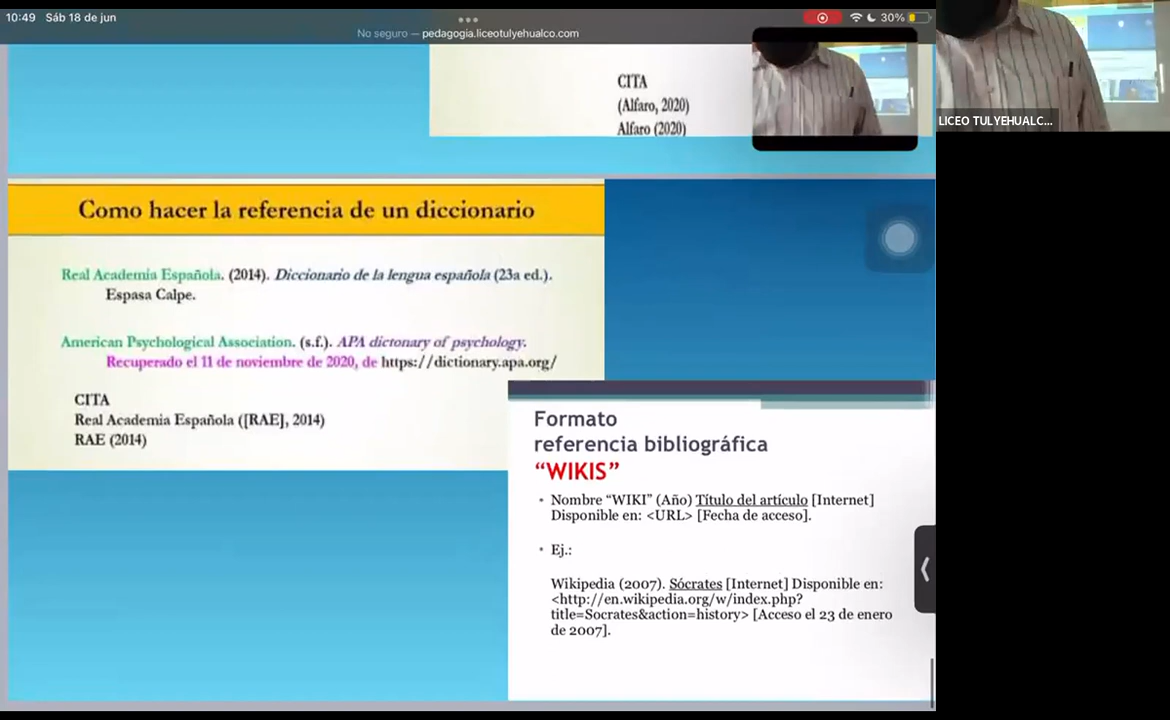 10:49 Sáb 18 de jun
30%
No seguro — pedagogia.liceotulyehualco.com
LICEO TULYEHUALC...
CITA
(Alfaro, 2020)
Alfaro (2020)
Como hacer la referencia de un diccionario
Real Academia Española. (2014). Diccionario de la lengua española (23a ed.).
Espasa Calpe.
American Psychological Association. (s.f.). APA dictonary of psychology.
Recuperado el 11 de noviembre de 2020, de https://dictionary.apa.org/
CITA
Real Academia Española ([RAE], 2014)
RAE (2014)
Formato
referencia bibliográfica
“WIKIS”
• Nombre “WIKI” (Año) Título del artículo [Internet]
Disponible en: <URL> [Fecha de acceso].
• Ej.:
Wikipedia (2007). Sócrates [Internet] Disponible en:
<http://en.wikipedia.org/w/index.php?
title=Socrates&action=history> [Acceso el 23 de enero
de 2007].